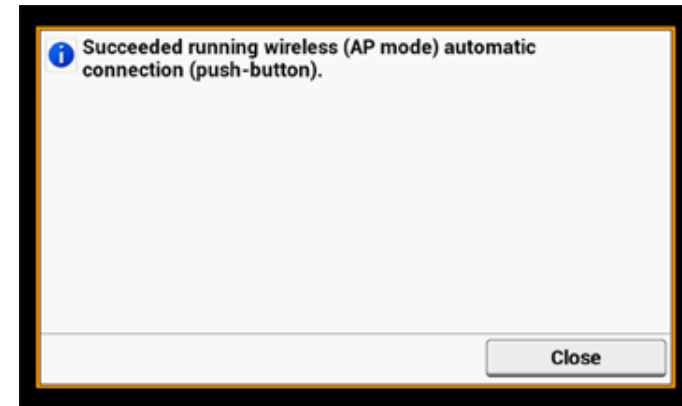 Succeeded running wireless (AP mode) automatic
connection (push-button).
Close